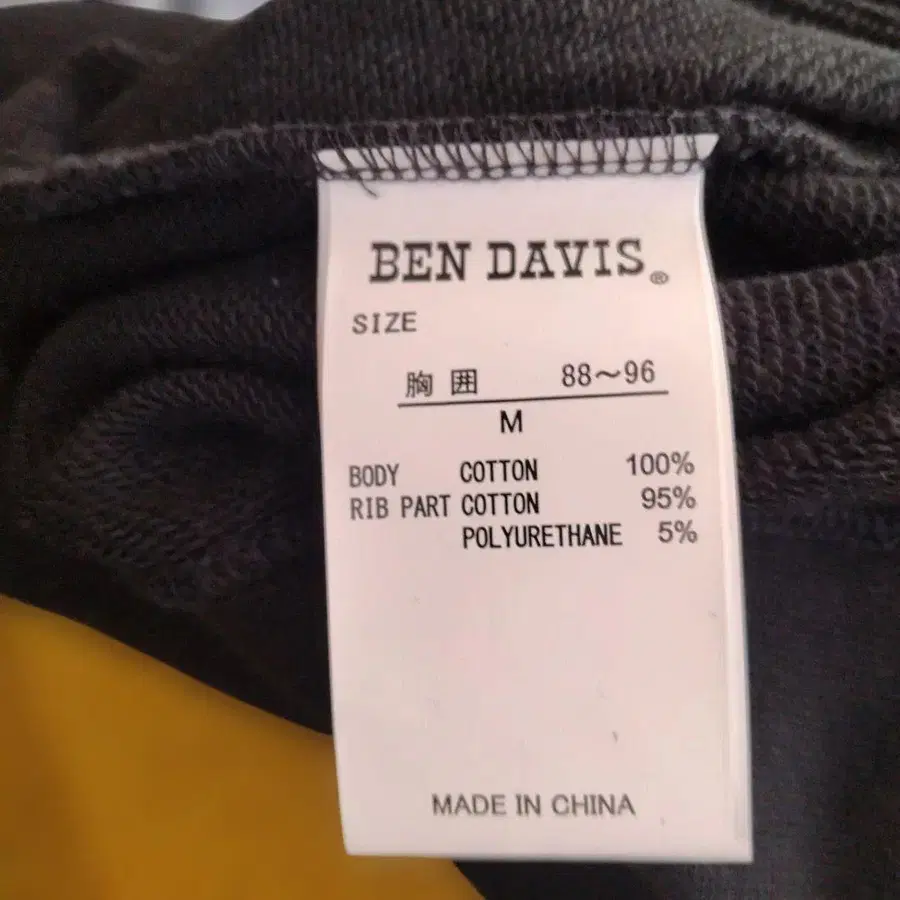 BEN DAVIS®
SIZE
胸囲 88〜96
M
BODY COTTON 100%
RIB PART COTTON 95%
POLYURETHANE 5%
MADE IN CHINA